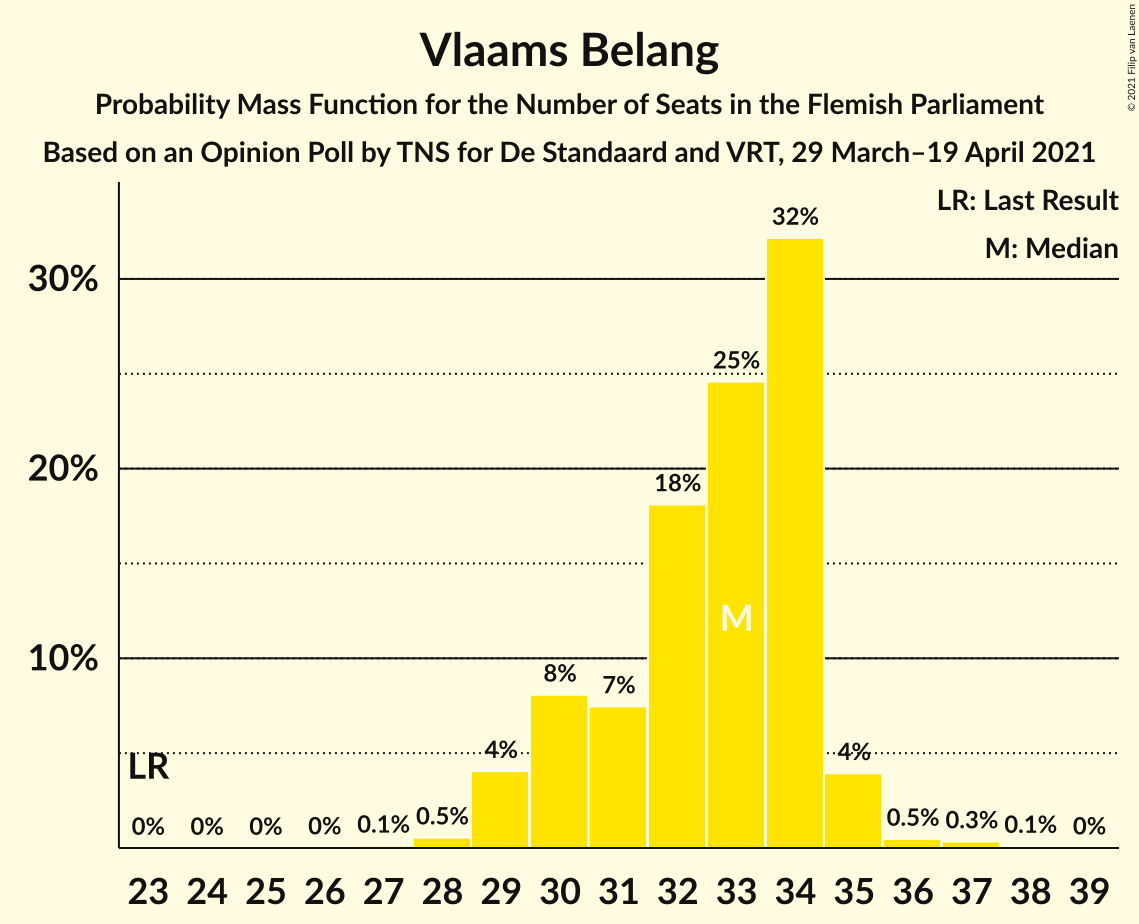 Vlaams Belang
Probability Mass Function for the Number of Seats in the Flemish Parliament
Based on an Opinion Poll by TNS for De Standaard and VRT, 29 March–19 April 2021
© 2021 Filip van Laenen
LR: Last Result
M: Median
30%
20%
10%
LR
M
0% 0% 0% 0% 0.1% 0.5% 4% 8% 7% 18% 25% 32% 4% 0.5% 0.3% 0.1% 0%
23 24 25 26 27 28 29 30 31 32 33 34 35 36 37 38 39